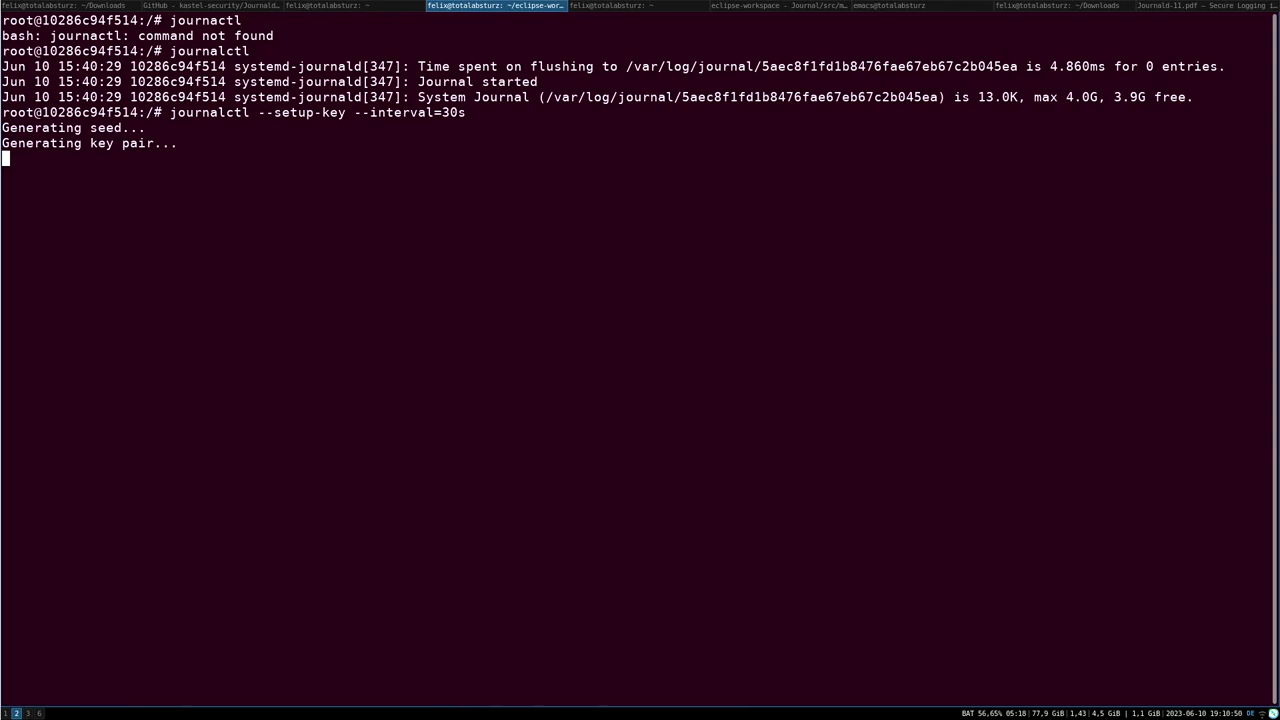 felix@totalabsturz: ~/Downloads
GitHub - kastel-security/Journald...
felix@totalabsturz: ~
felix@totalabsturz: ~/eclipse-wor...
felix@totalabsturz: ~
eclipse-workspace - Journal/src/m...
emacs@totalabsturz
felix@totalabsturz: ~/Downloads
Journald-11.pdf — Secure Logging i...
root@10286c94f514:/# journactl
bash: journactl: command not found
root@10286c94f514:/# journalctl
Jun 10 15:40:29 10286c94f514 systemd-journald[347]: Time spent on flushing to /var/log/journal/5aec8f1fd1b8476fae67eb67c2b045ea is 4.860ms for 0 entries.
Jun 10 15:40:29 10286c94f514 systemd-journald[347]: Journal started
Jun 10 15:40:29 10286c94f514 systemd-journald[347]: System Journal (/var/log/journal/5aec8f1fd1b8476fae67eb67c2b045ea) is 13.0K, max 4.0G, 3.9G free.
root@10286c94f514:/# journalctl --setup-key --interval=30s
Generating seed...
Generating key pair...
1 2 3 6
BAT 56,65% 05:18 | 77,9 GiB | 1,43 | 4,5 GiB | 1,1 GiB | 2023-06-10 19:10:50 DE